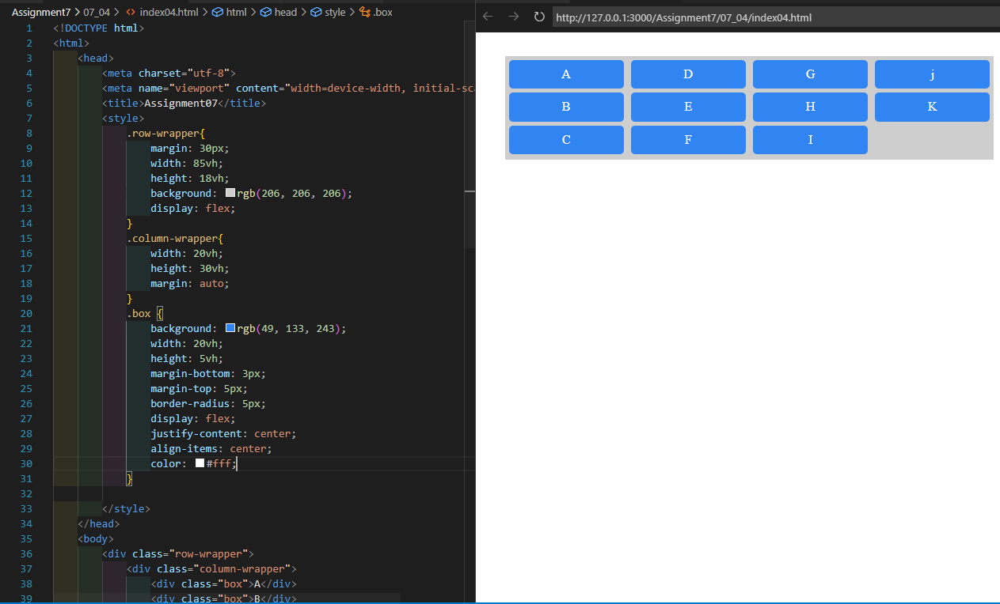 Assignment7 > 07_04 > <> index04.html > html > head > style > .box
1 <!DOCTYPE html>
2 <html>
3 <head>
4 <meta charset="utf-8">
5 <meta name="viewport" content="width=device-width, initial-sca
6 <title>Assignment07</title>
7 <style>
8 .row-wrapper{
9 margin: 30px;
10 width: 85vh;
11 height: 18vh;
12 background: rgb(206, 206, 206);
13 display: flex;
14 }
15 .column-wrapper{
16 width: 20vh;
17 height: 30vh;
18 margin: auto;
19 }
20 .box {
21 background: rgb(49, 133, 243);
22 width: 20vh;
23 height: 5vh;
24 margin-bottom: 3px;
25 margin-top: 5px;
26 border-radius: 5px;
27 display: flex;
28 justify-content: center;
29 align-items: center;
30 color: #fff;
31 }
32
33 </style>
34 </head>
35 <body>
36 <div class="row-wrapper">
37 <div class="column-wrapper">
38 <div class="box">A</div>
39 <div class="box">B</div>
http://127.0.0.1:3000/Assignment7/07_04/index04.html
A D G j
B E H K
C F I